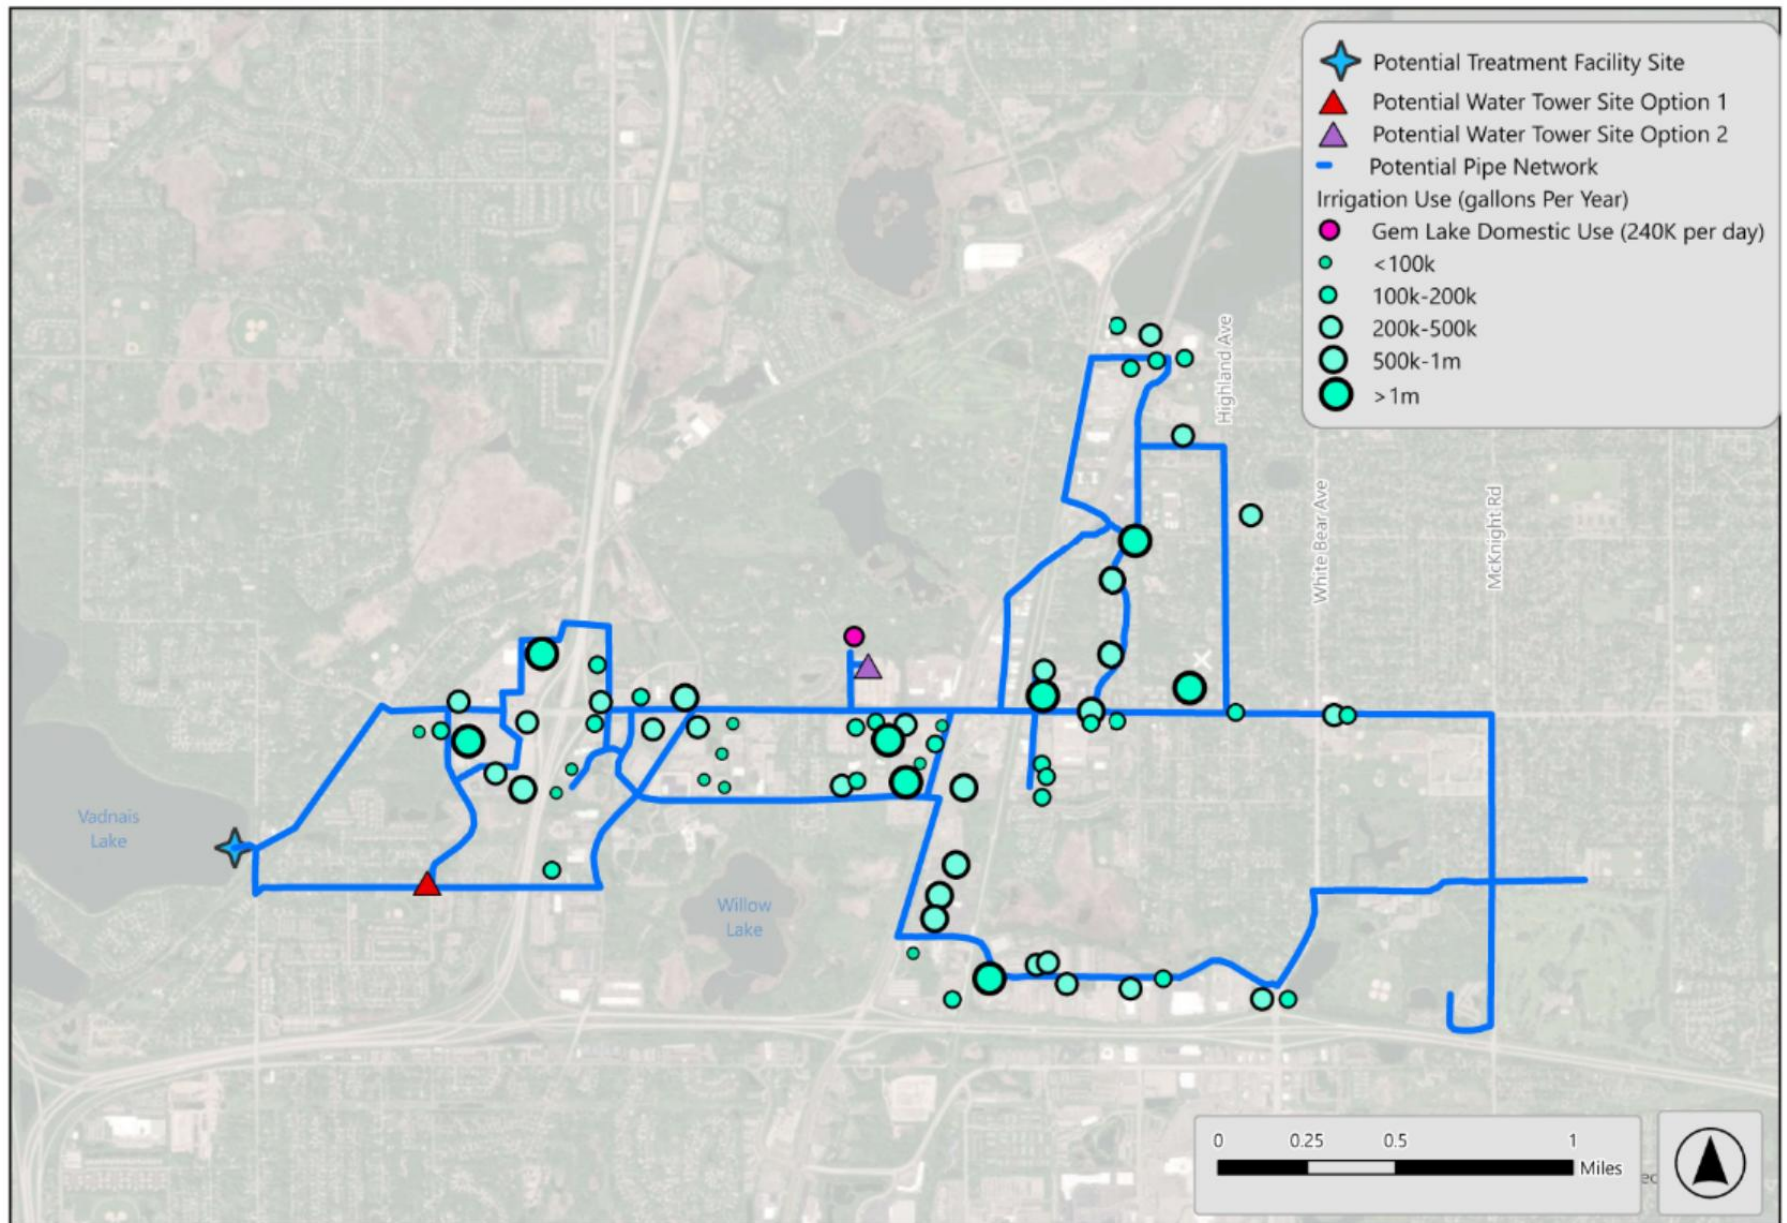 Potential Treatment Facility Site
Potential Water Tower Site Option 1
Potential Water Tower Site Option 2
Potential Pipe Network
Irrigation Use (gallons Per Year)
Gem Lake Domestic Use (240K per day)
<100k
100k-200k
200k-500k
500k-1m
>1m
Highland Ave
White Bear Ave
McKnight Rd
Vadnais
Lake
Willow
Lake
0 0.25 0.5 1
Miles